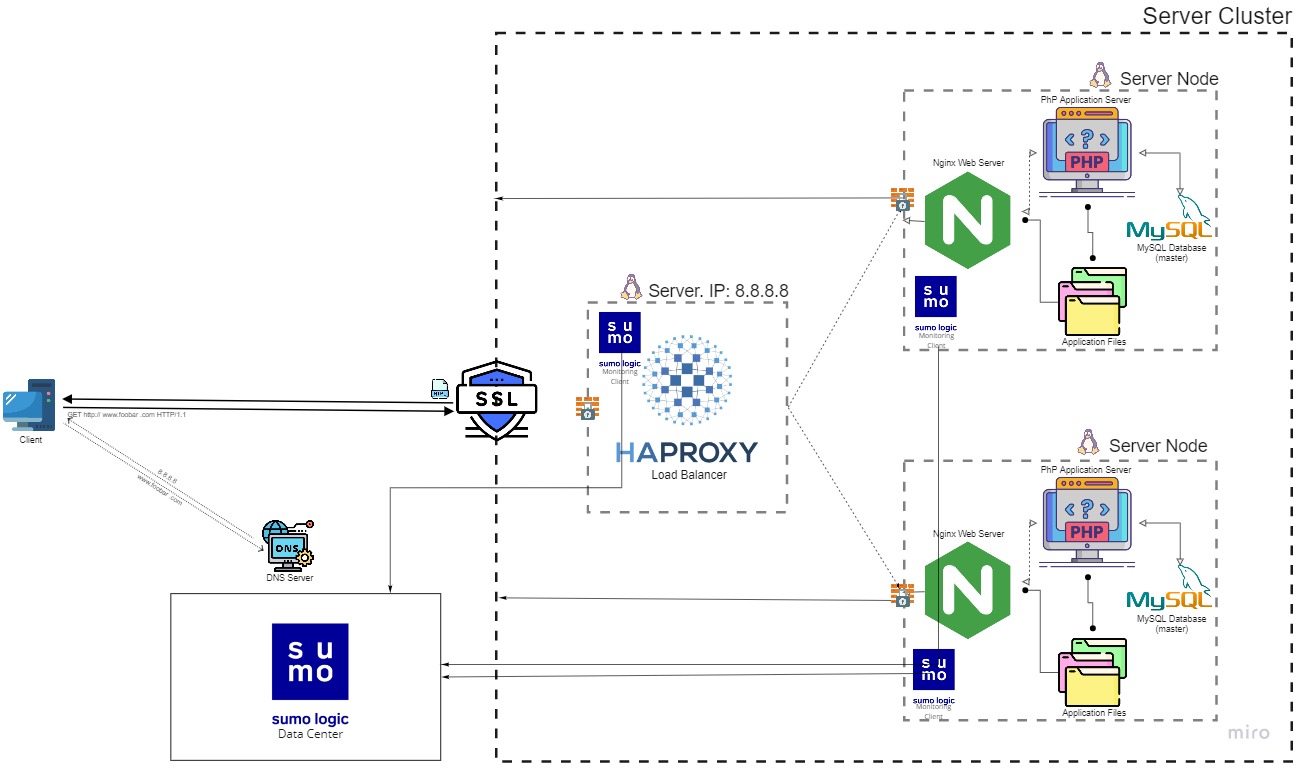 Server Cluster
Server Node
PhP Application Server
< ? >
PHP
Nginx Web Server
N
MySQL
MySQL Database
(master)
su
mo
sumo logic
Monitoring
Client
Application Files
Server. IP: 8.8.8.8
su
mo
sumo logic
Monitoring
Client
HAPROXY
Load Balancer
SSL
GET http:// www.foobar .com HTTP/1.1
Client
8.8.8.8
www.foobar .com
DNS
DNS Server
su
mo
sumo logic
Data Center
Server Node
PhP Application Server
< ? >
PHP
Nginx Web Server
N
MySQL
MySQL Database
(master)
su
mo
sumo logic
Monitoring
Client
Application Files
miro